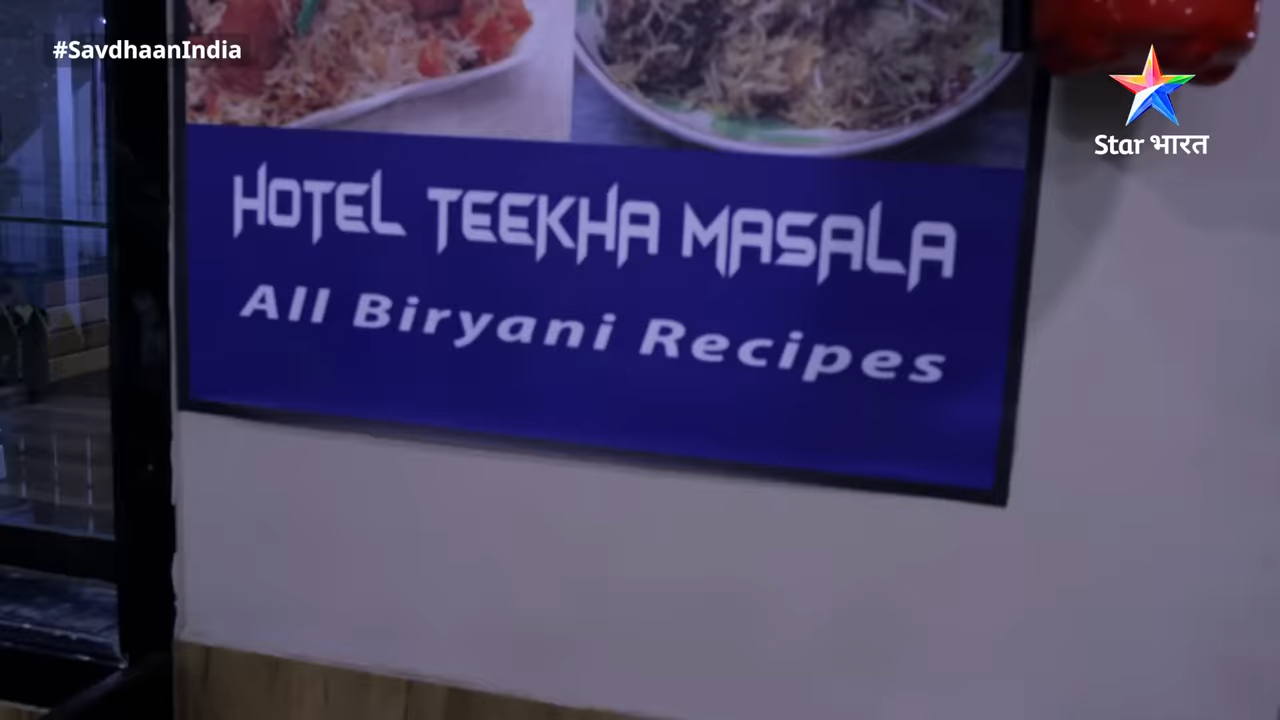 #SavdhaanIndia
Star भारत
HOTEL TEEKHA MASALA
All Biryani Recipes